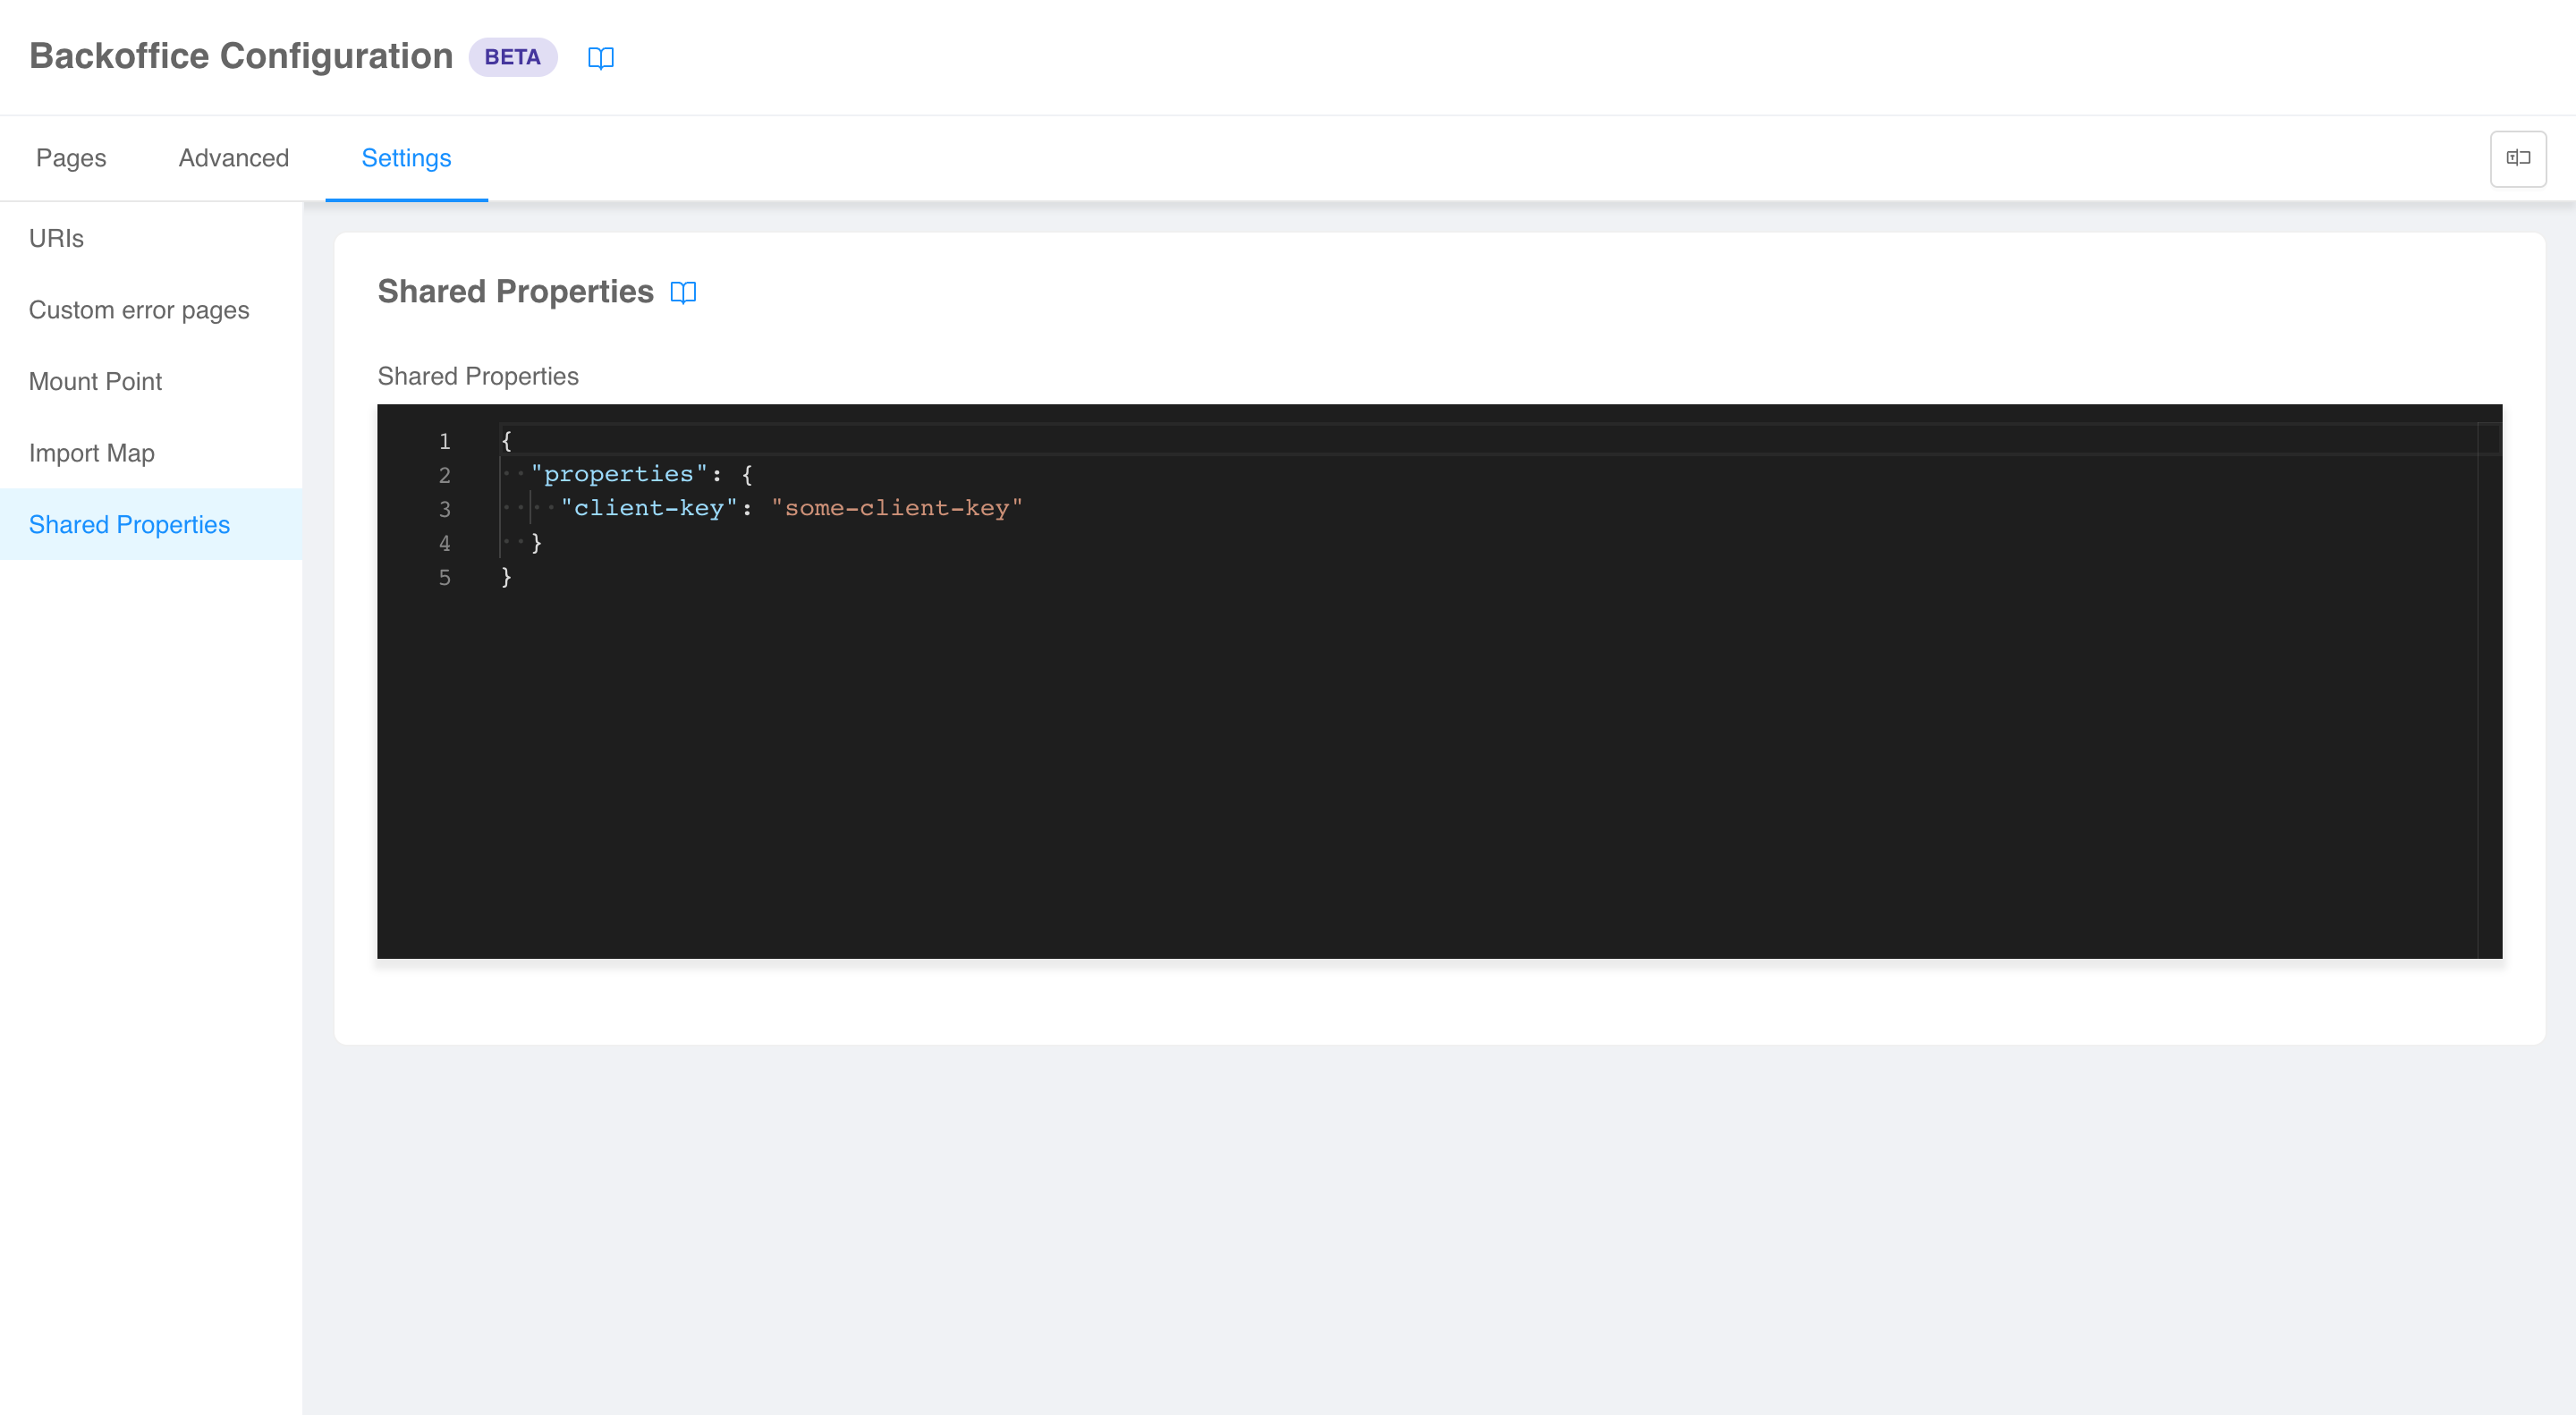 Backoffice Configuration BETA
Pages Advanced Settings
URIs
Custom error pages
Mount Point
Import Map
Shared Properties
Shared Properties
Shared Properties
1 {
2 "properties": {
3 "client-key": "some-client-key"
4 }
5 }